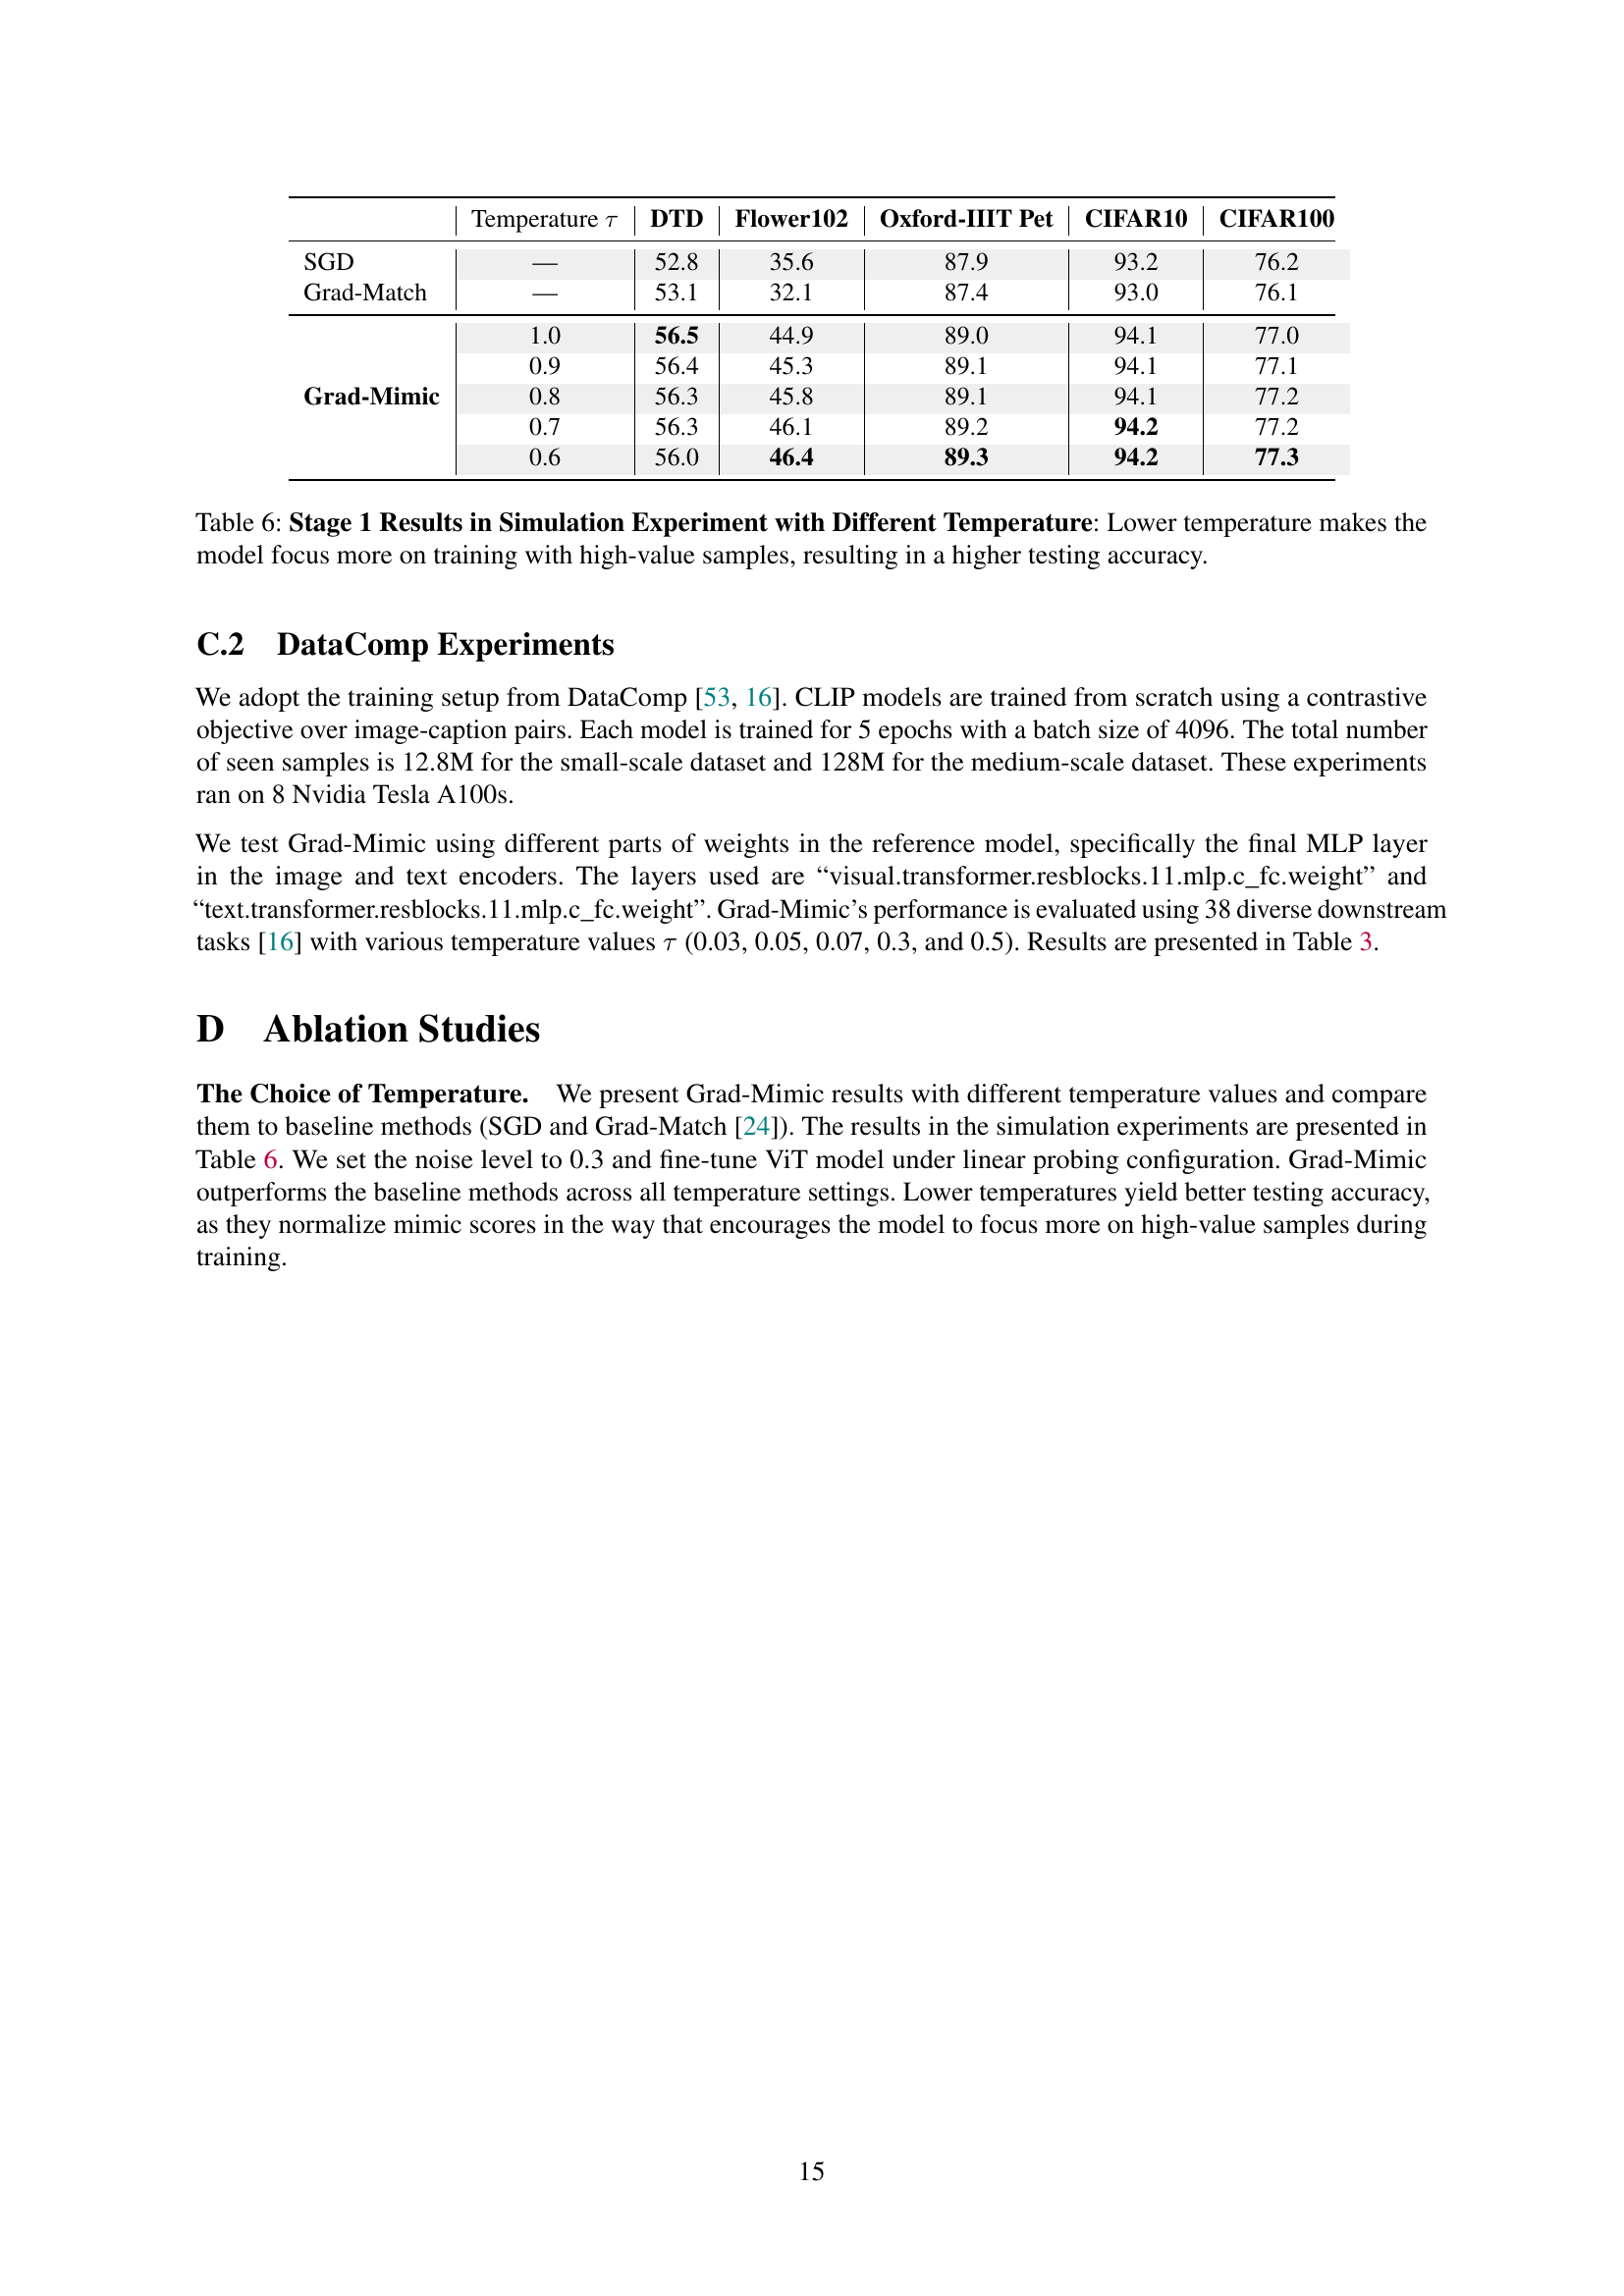 Temperature τ DTD Flower102 Oxford-IIIT Pet CIFAR10 CIFAR100
SGD — 52.8 35.6 87.9 93.2 76.2
Grad-Match — 53.1 32.1 87.4 93.0 76.1
1.0 56.5 44.9 89.0 94.1 77.0
0.9 56.4 45.3 89.1 94.1 77.1
Grad-Mimic 0.8 56.3 45.8 89.1 94.1 77.2
0.7 56.3 46.1 89.2 94.2 77.2
0.6 56.0 46.4 89.3 94.2 77.3
Table 6: Stage 1 Results in Simulation Experiment with Different Temperature: Lower temperature makes the
model focus more on training with high-value samples, resulting in a higher testing accuracy.
C.2 DataComp Experiments
We adopt the training setup from DataComp [53, 16]. CLIP models are trained from scratch using a contrastive
objective over image-caption pairs. Each model is trained for 5 epochs with a batch size of 4096. The total number
of seen samples is 12.8M for the small-scale dataset and 128M for the medium-scale dataset. These experiments
ran on 8 Nvidia Tesla A100s.
We test Grad-Mimic using different parts of weights in the reference model, specifically the final MLP layer
in the image and text encoders. The layers used are “visual.transformer.resblocks.11.mlp.c_fc.weight” and
“text.transformer.resblocks.11.mlp.c_fc.weight”. Grad-Mimic’s performance is evaluated using 38 diverse downstream
tasks [16] with various temperature values τ (0.03, 0.05, 0.07, 0.3, and 0.5). Results are presented in Table 3.
D Ablation Studies
The Choice of Temperature. We present Grad-Mimic results with different temperature values and compare
them to baseline methods (SGD and Grad-Match [24]). The results in the simulation experiments are presented in
Table 6. We set the noise level to 0.3 and fine-tune ViT model under linear probing configuration. Grad-Mimic
outperforms the baseline methods across all temperature settings. Lower temperatures yield better testing accuracy,
as they normalize mimic scores in the way that encourages the model to focus more on high-value samples during
training.
15